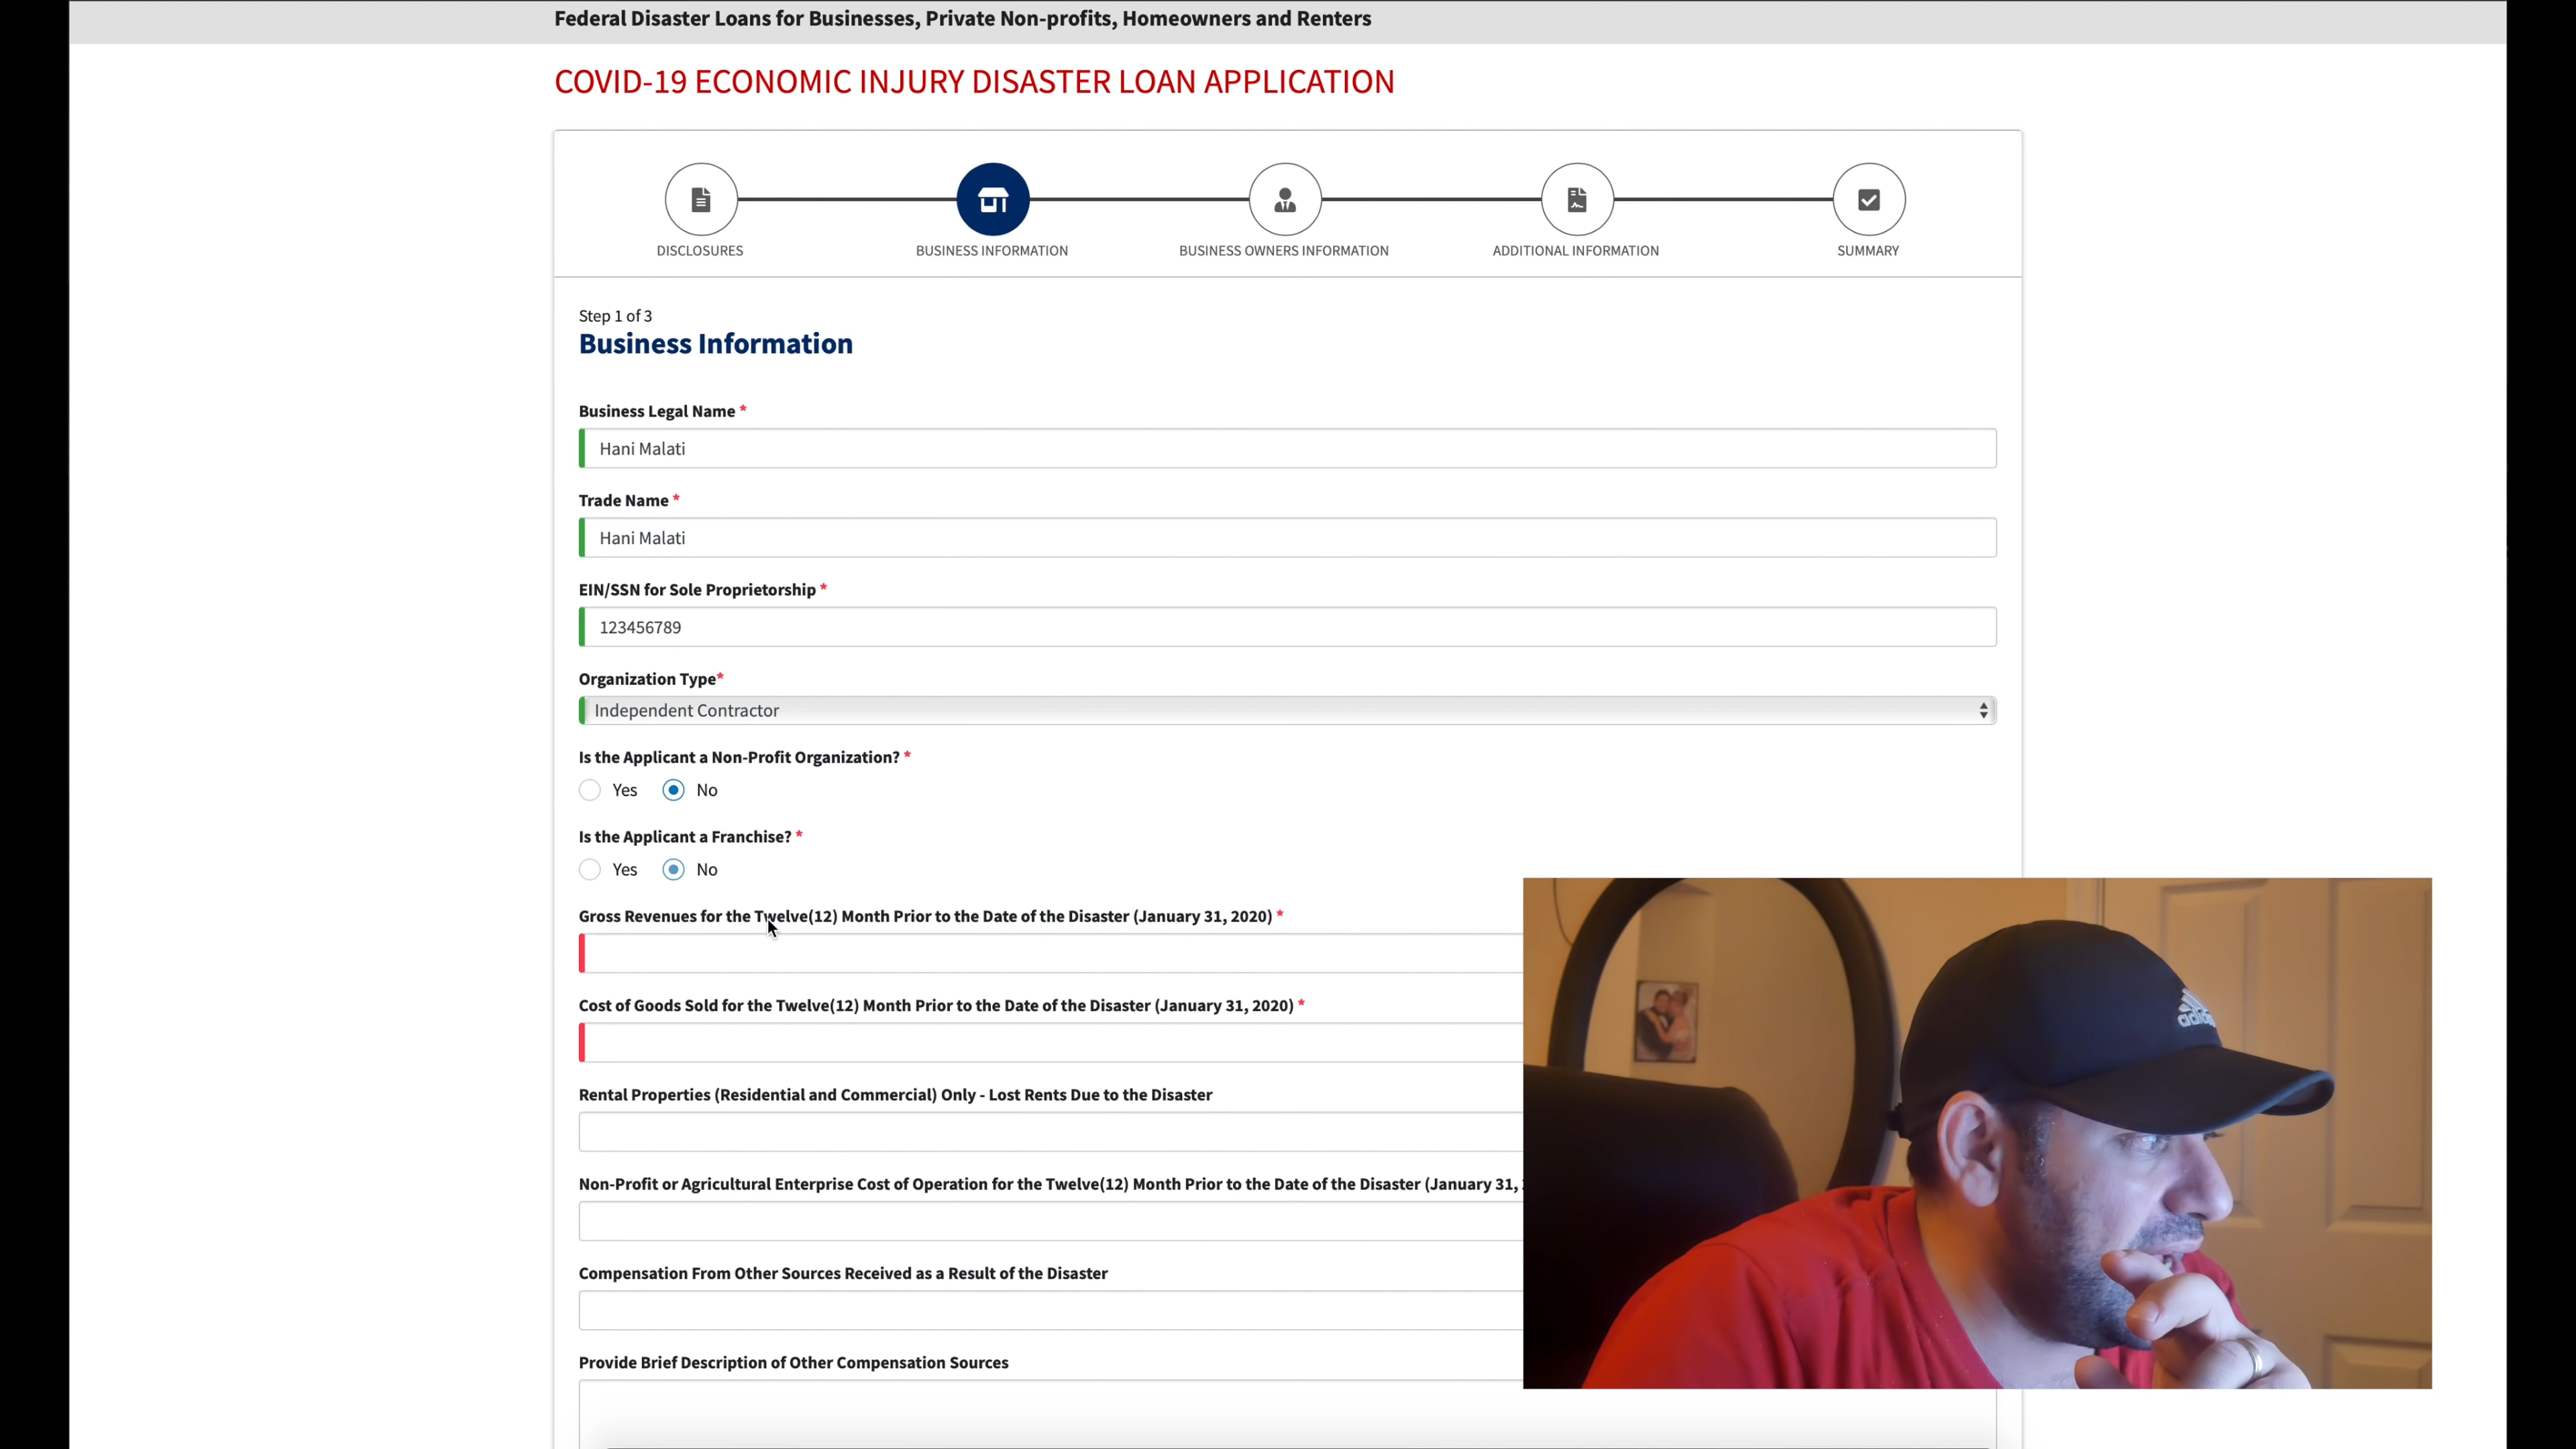 Federal Disaster Loans for Businesses, Private Non-profits, Homeowners and Renters
COVID-19 ECONOMIC INJURY DISASTER LOAN APPLICATION
DISCLOSURES
BUSINESS INFORMATION
BUSINESS OWNERS INFORMATION
ADDITIONAL INFORMATION
SUMMARY
Step 1 of 3
Business Information
Business Legal Name *
Hani Malati
Trade Name *
Hani Malati
EIN/SSN for Sole Proprietorship *
123456789
Organization Type*
Independent Contractor
Is the Applicant a Non-Profit Organization? *
Yes No
Is the Applicant a Franchise? *
Yes No
Gross Revenues for the Twelve(12) Month Prior to the Date of the Disaster (January 31, 2020) *
Cost of Goods Sold for the Twelve(12) Month Prior to the Date of the Disaster (January 31, 2020) *
Rental Properties (Residential and Commercial) Only - Lost Rents Due to the Disaster
Non-Profit or Agricultural Enterprise Cost of Operation for the Twelve(12) Month Prior to the Date of the Disaster (January 31,
Compensation From Other Sources Received as a Result of the Disaster
Provide Brief Description of Other Compensation Sources
adidas